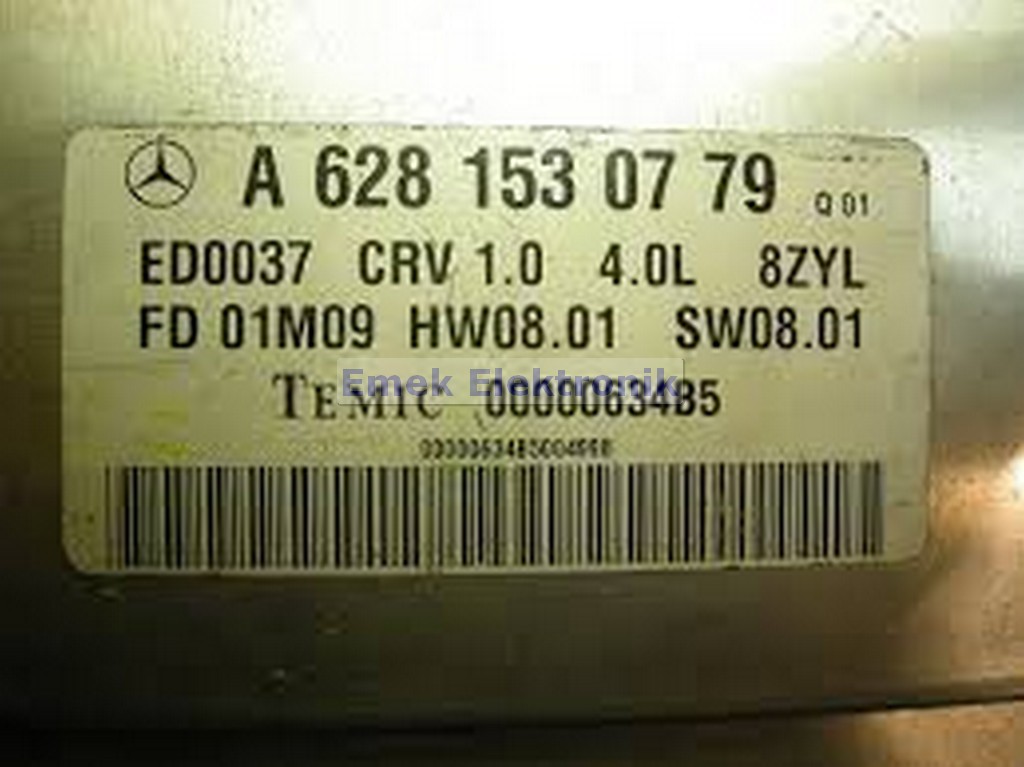 A 628 153 07 79 Q 01
ED0037 CRV 1.0 4.0L 8ZYL
FD 01M09 HW08.01 SW08.01
Emek Elektronik
TEMIC 00000634B5